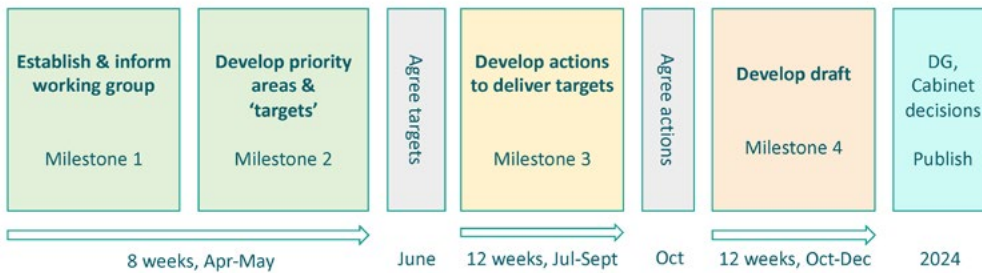 Establish & inform
working group
Milestone 1
Develop priority
areas &
‘targets’
Milestone 2
Agree targets
Develop actions
to deliver targets
Milestone 3
Agree actions
Develop draft
Milestone 4
DG,
Cabinet
decisions
Publish
8 weeks, Apr-May
June
12 weeks, Jul-Sept
Oct
12 weeks, Oct-Dec
2024